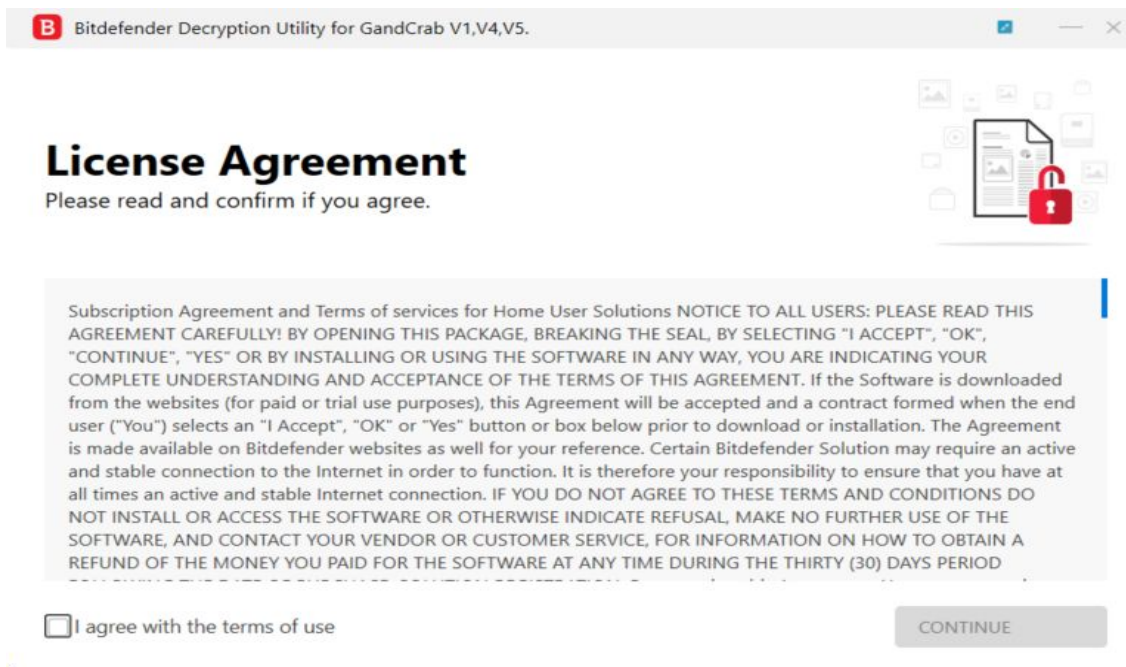 B Bitdefender Decryption Utility for GandCrab V1,V4,V5.
License Agreement
Please read and confirm if you agree.
Subscription Agreement and Terms of services for Home User Solutions NOTICE TO ALL USERS: PLEASE READ THIS
AGREEMENT CAREFULLY! BY OPENING THIS PACKAGE, BREAKING THE SEAL, BY SELECTING "I ACCEPT", "OK",
"CONTINUE", "YES" OR BY INSTALLING OR USING THE SOFTWARE IN ANY WAY, YOU ARE INDICATING YOUR
COMPLETE UNDERSTANDING AND ACCEPTANCE OF THE TERMS OF THIS AGREEMENT. If the Software is downloaded
from the websites (for paid or trial use purposes), this Agreement will be accepted and a contract formed when the end
user ("You") selects an "I Accept", "OK" or "Yes" button or box below prior to download or installation. The Agreement
is made available on Bitdefender websites as well for your reference. Certain Bitdefender Solution may require an active
and stable connection to the Internet in order to function. It is therefore your responsibility to ensure that you have at
all times an active and stable Internet connection. IF YOU DO NOT AGREE TO THESE TERMS AND CONDITIONS DO
NOT INSTALL OR ACCESS THE SOFTWARE OR OTHERWISE INDICATE REFUSAL, MAKE NO FURTHER USE OF THE
SOFTWARE, AND CONTACT YOUR VENDOR OR CUSTOMER SERVICE, FOR INFORMATION ON HOW TO OBTAIN A
REFUND OF THE MONEY YOU PAID FOR THE SOFTWARE AT ANY TIME DURING THE THIRTY (30) DAYS PERIOD
I agree with the terms of use
CONTINUE